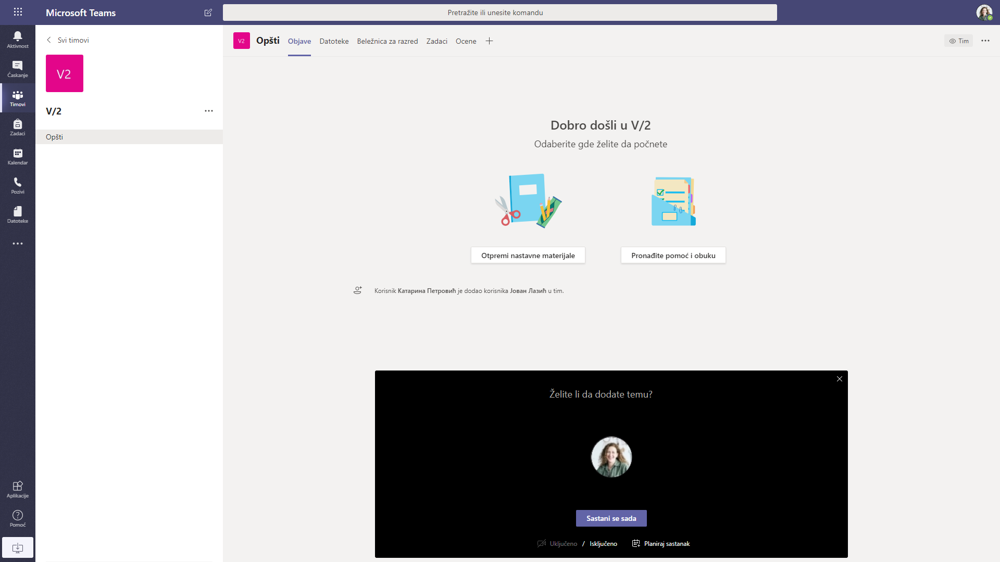 Microsoft Teams
Pretražite ili unesite komandu
Aktivnost
Ćaskanje
Timovi
Zadaci
Kalendar
Pozivi
Datoteke
Aplikacije
Pomoć
Svi timovi
V2
V/2
Opšti
V2
Opšti
Objave
Datoteke
Beležnica za razred
Zadaci
Ocene
Tim
Dobro došli u V/2
Odaberite gde želite da počnete
Otpremi nastavne materijale
Pronađite pomoć i obuku
Korisnik Катарина Петровић je dodao korisnika Јован Лазић u tim.
Želite li da dodate temu?
Sastani se sada
Uključeno / Isključeno
Planiraj sastanak